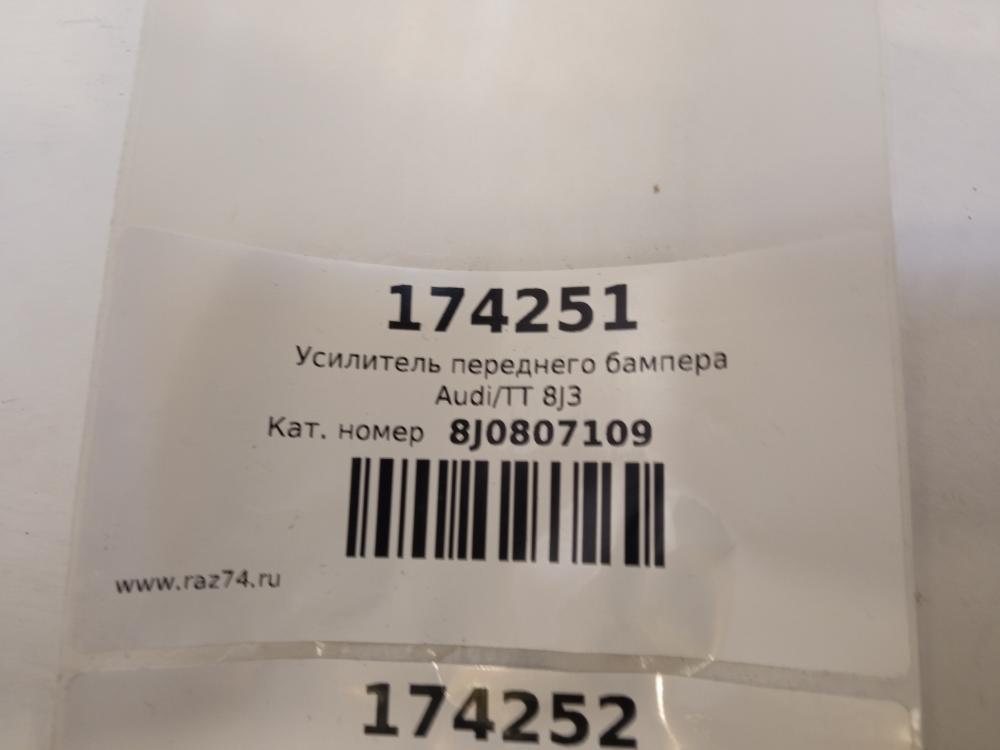 174251
Усилитель переднего бампера
Audi/TT 8J3
Кат. номер 8J0807109
www.raz74.ru
174252